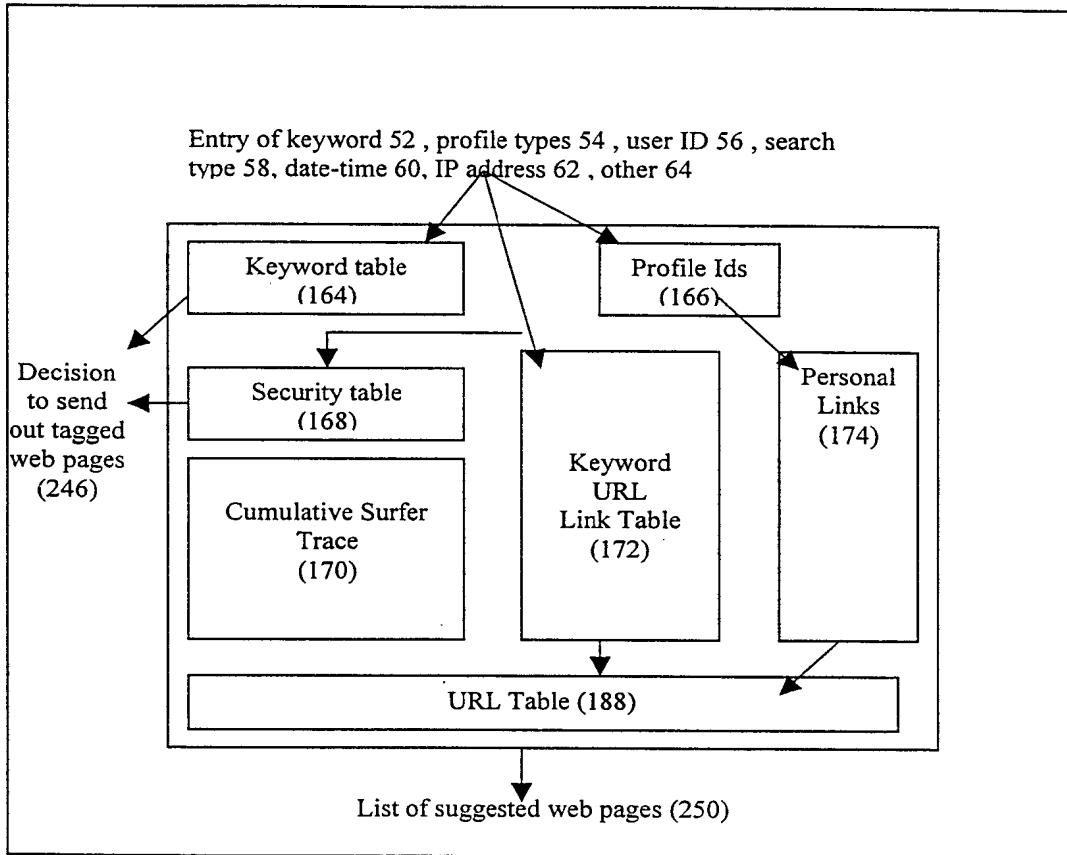 Entry of keyword 52 , profile types 54 , user ID 56 , search
type 58, date-time 60, IP address 62 , other 64
Keyword table
(164)
Profile Ids
(166)
Decision
to send
out tagged
web pages
(246)
Security table
(168)
Cumulative Surfer
Trace
(170)
Keyword
URL
Link Table
(172)
Personal
Links
(174)
URL Table (188)
List of suggested web pages (250)